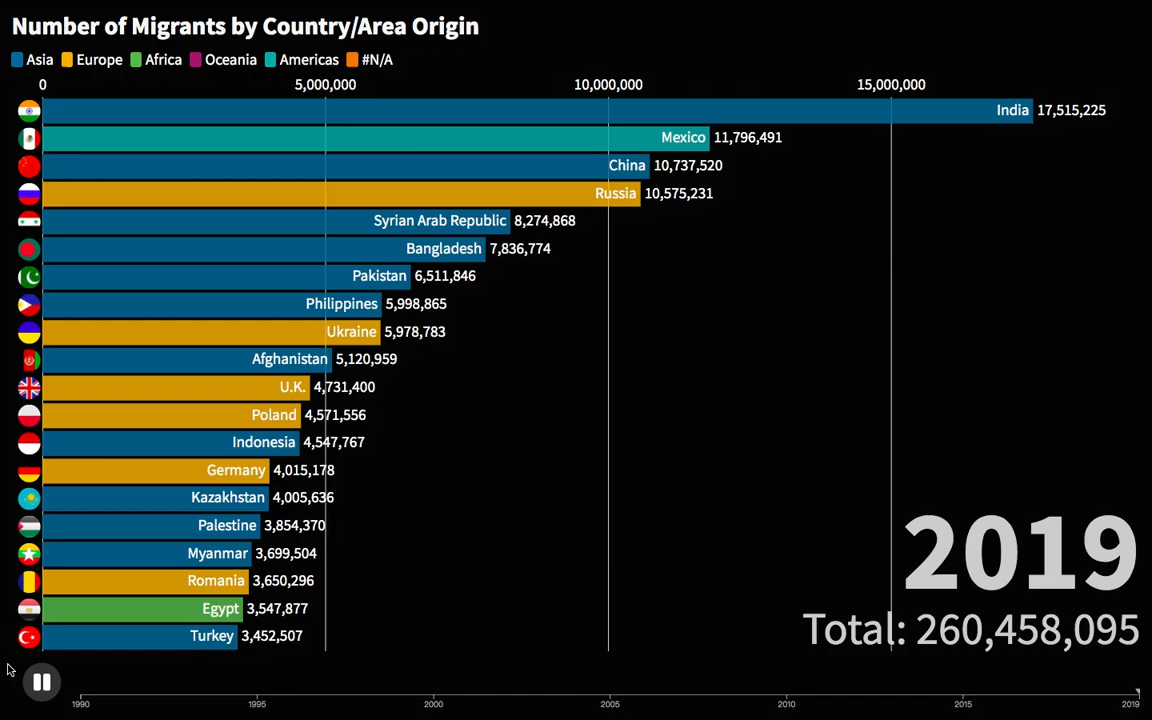 Number of Migrants by Country/Area Origin
Asia Europe Africa Oceania Americas #N/A
0 5,000,000 10,000,000 15,000,000
India 17,515,225
Mexico 11,796,491
China 10,737,520
Russia 10,575,231
Syrian Arab Republic 8,274,868
Bangladesh 7,836,774
Pakistan 6,511,846
Philippines 5,998,865
Ukraine 5,978,783
Afghanistan 5,120,959
U.K. 4,731,400
Poland 4,571,556
Indonesia 4,547,767
Germany 4,015,178
Kazakhstan 4,005,636
Palestine 3,854,370
Myanmar 3,699,504
Romania 3,650,296
Egypt 3,547,877
Turkey 3,452,507
2019
Total: 260,458,095
1990 1995 2000 2005 2010 2015 2019